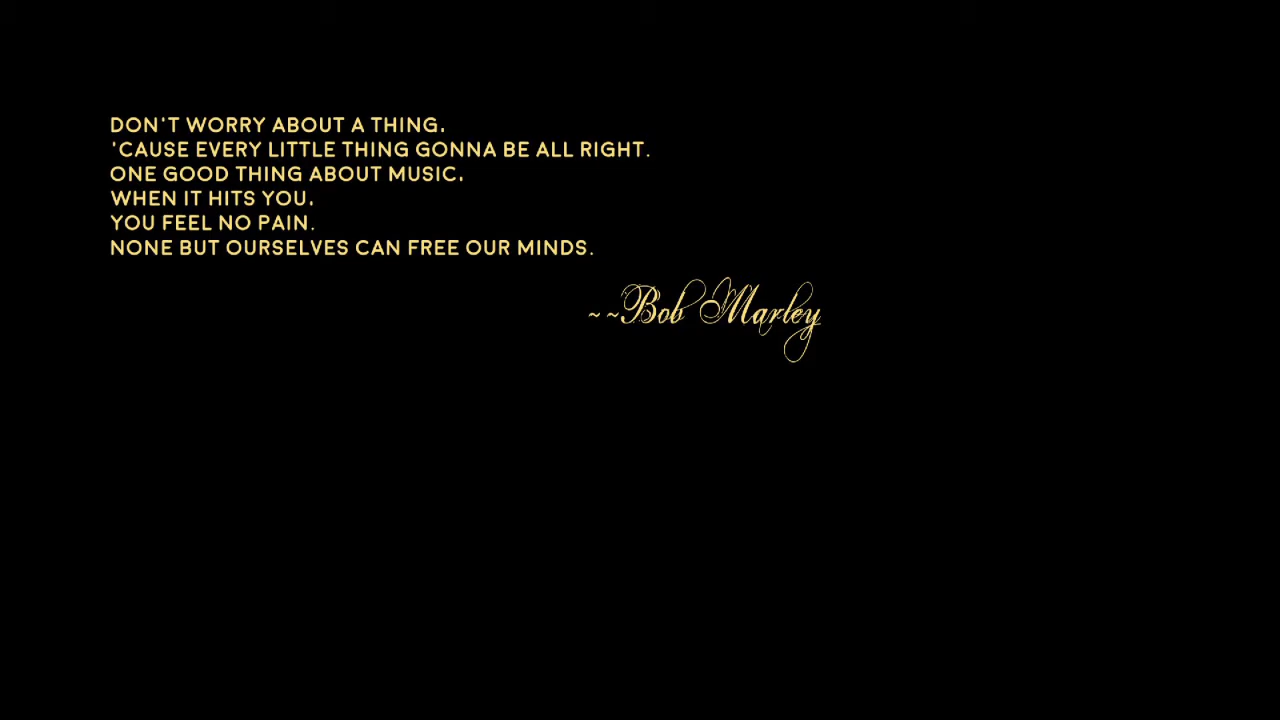 DON'T WORRY ABOUT A THING,
'CAUSE EVERY LITTLE THING GONNA BE ALL RIGHT.
ONE GOOD THING ABOUT MUSIC,
WHEN IT HITS YOU,
YOU FEEL NO PAIN.
NONE BUT OURSELVES CAN FREE OUR MINDS.
~~Bob Marley